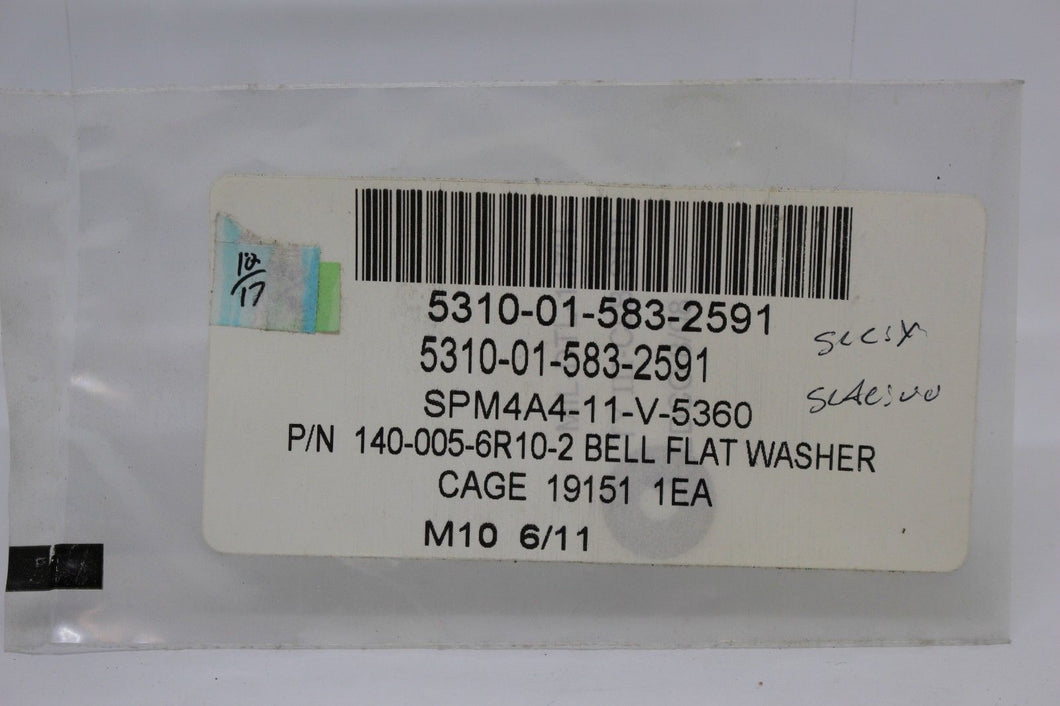 5310-01-583-2591
5310-01-583-2591
SPM4A4-11-V-5360
P/N 140-005-6R10-2 BELL FLAT WASHER
CAGE 19151 1EA
M10 6/11
12/17